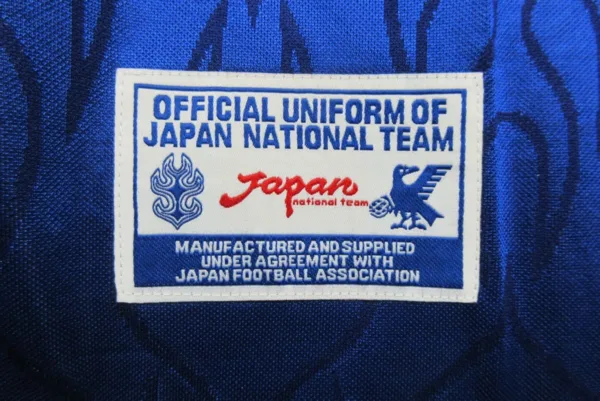 OFFICIAL UNIFORM OF
JAPAN NATIONAL TEAM
Japan
national team
MANUFACTURED AND SUPPLIED
UNDER AGREEMENT WITH
JAPAN FOOTBALL ASSOCIATION